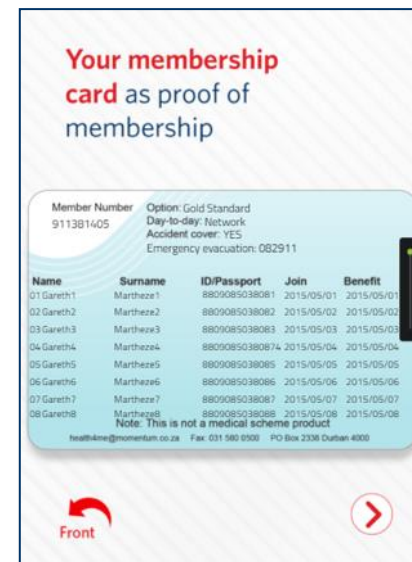 Your membership
card as proof of
membership
Member Number
911381405
Option: Gold Standard
Day-to-day: Network
Accident cover: YES
Emergency evacuation: 082911
Name Surname ID/Passport Join Benefit
01 Gareth1 Martheze1 8809085038081 2015/05/01 2015/05/01
02 Gareth2 Martheze2 8809085038082 2015/05/02 2015/05/02
03 Gareth3 Martheze3 8809085038083 2015/05/03 2015/05/03
04 Gareth4 Martheze4 88090850380874 2015/05/04 2015/05/04
05 Gareth5 Martheze5 8809085038085 2015/05/05 2015/05/05
06 Gareth6 Martheze6 8809085038086 2015/05/06 2015/05/06
07 Gareth7 Martheze7 8809085038087 2015/05/07 2015/05/07
08 Gareth8 Martheze8 8809085038088 2015/05/08 2015/05/08
Note: This is not a medical scheme product
health4me@momentum.co.za Fax: 031 580 0500 PO Box 2338 Durban 4000
Front